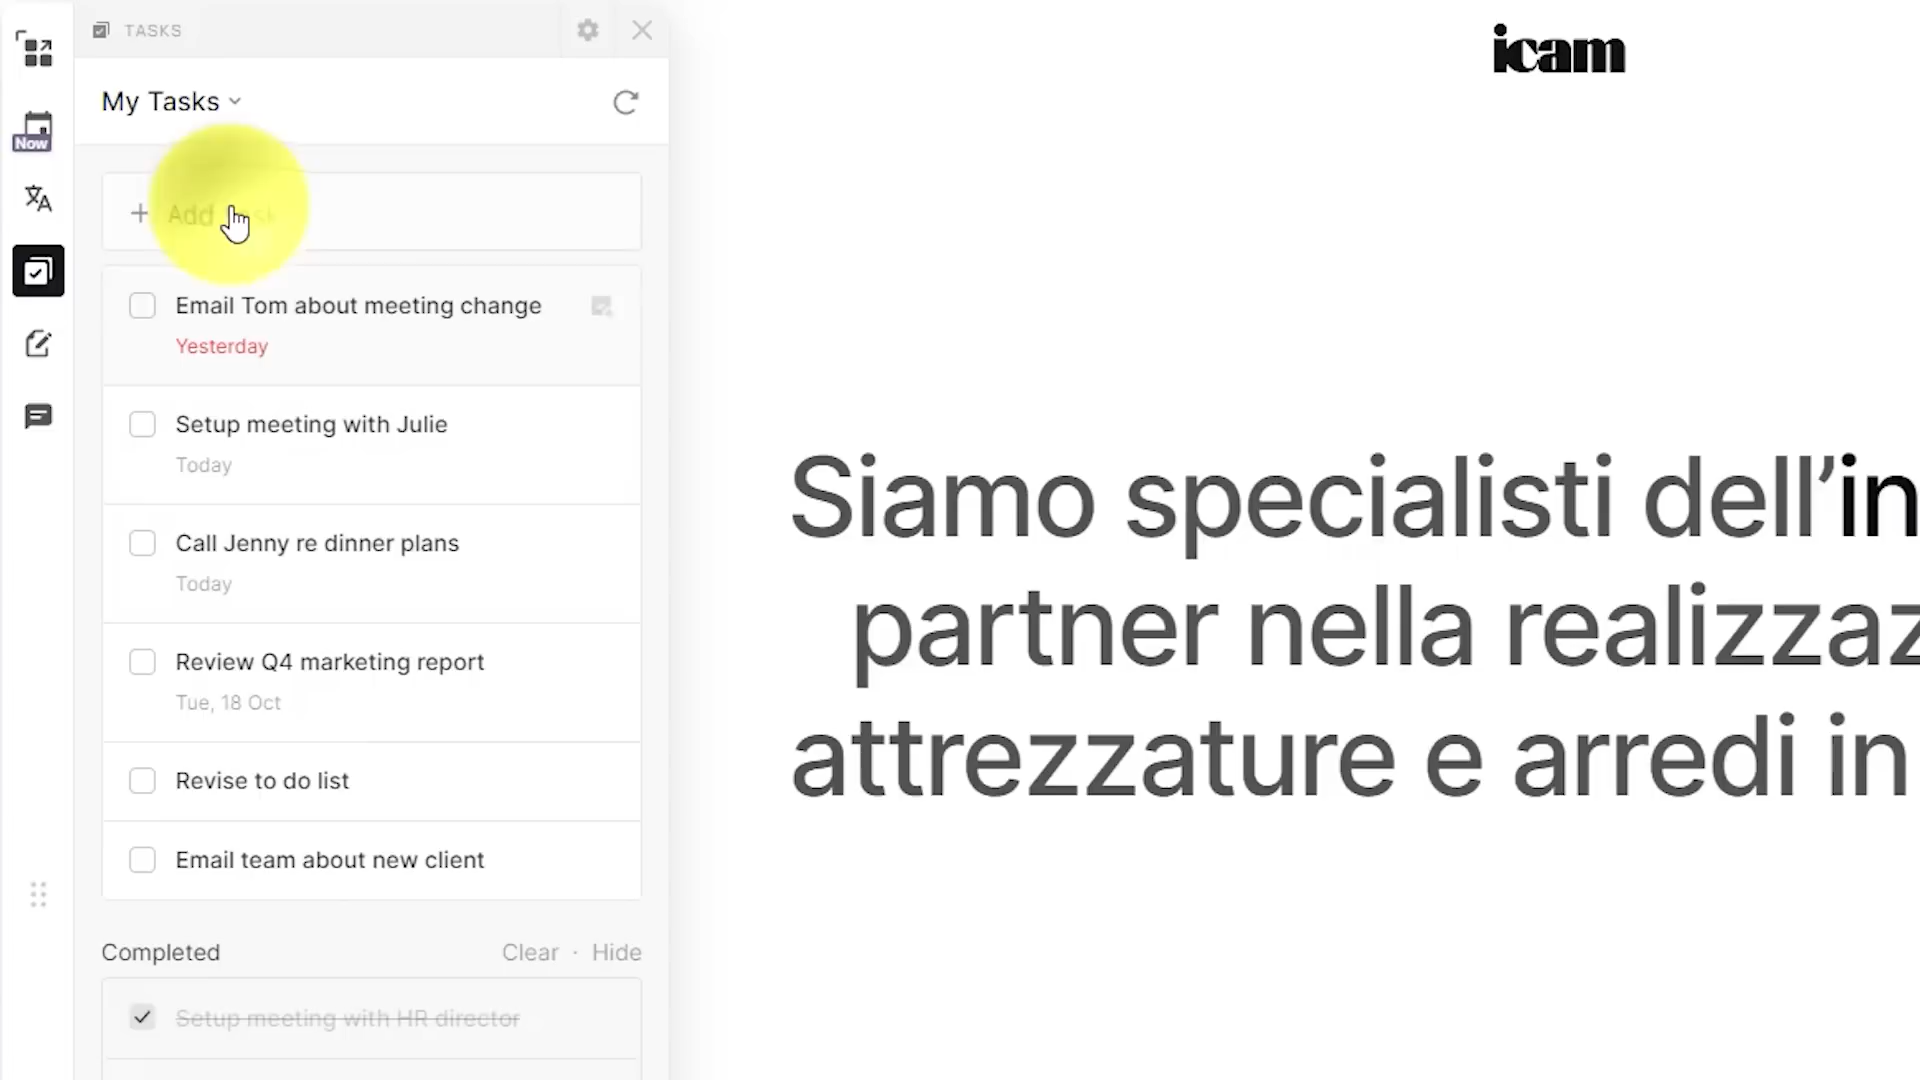 TASKS
My Tasks
Now
Add
Email Tom about meeting change
Yesterday
Setup meeting with Julie
Today
Call Jenny re dinner plans
Today
Review Q4 marketing report
Tue, 18 Oct
Revise to do list
Email team about new client
Completed
Clear · Hide
Setup meeting with HR director
icam
Siamo specialisti dell’in
partner nella realizzaz
attrezzature e arredi in